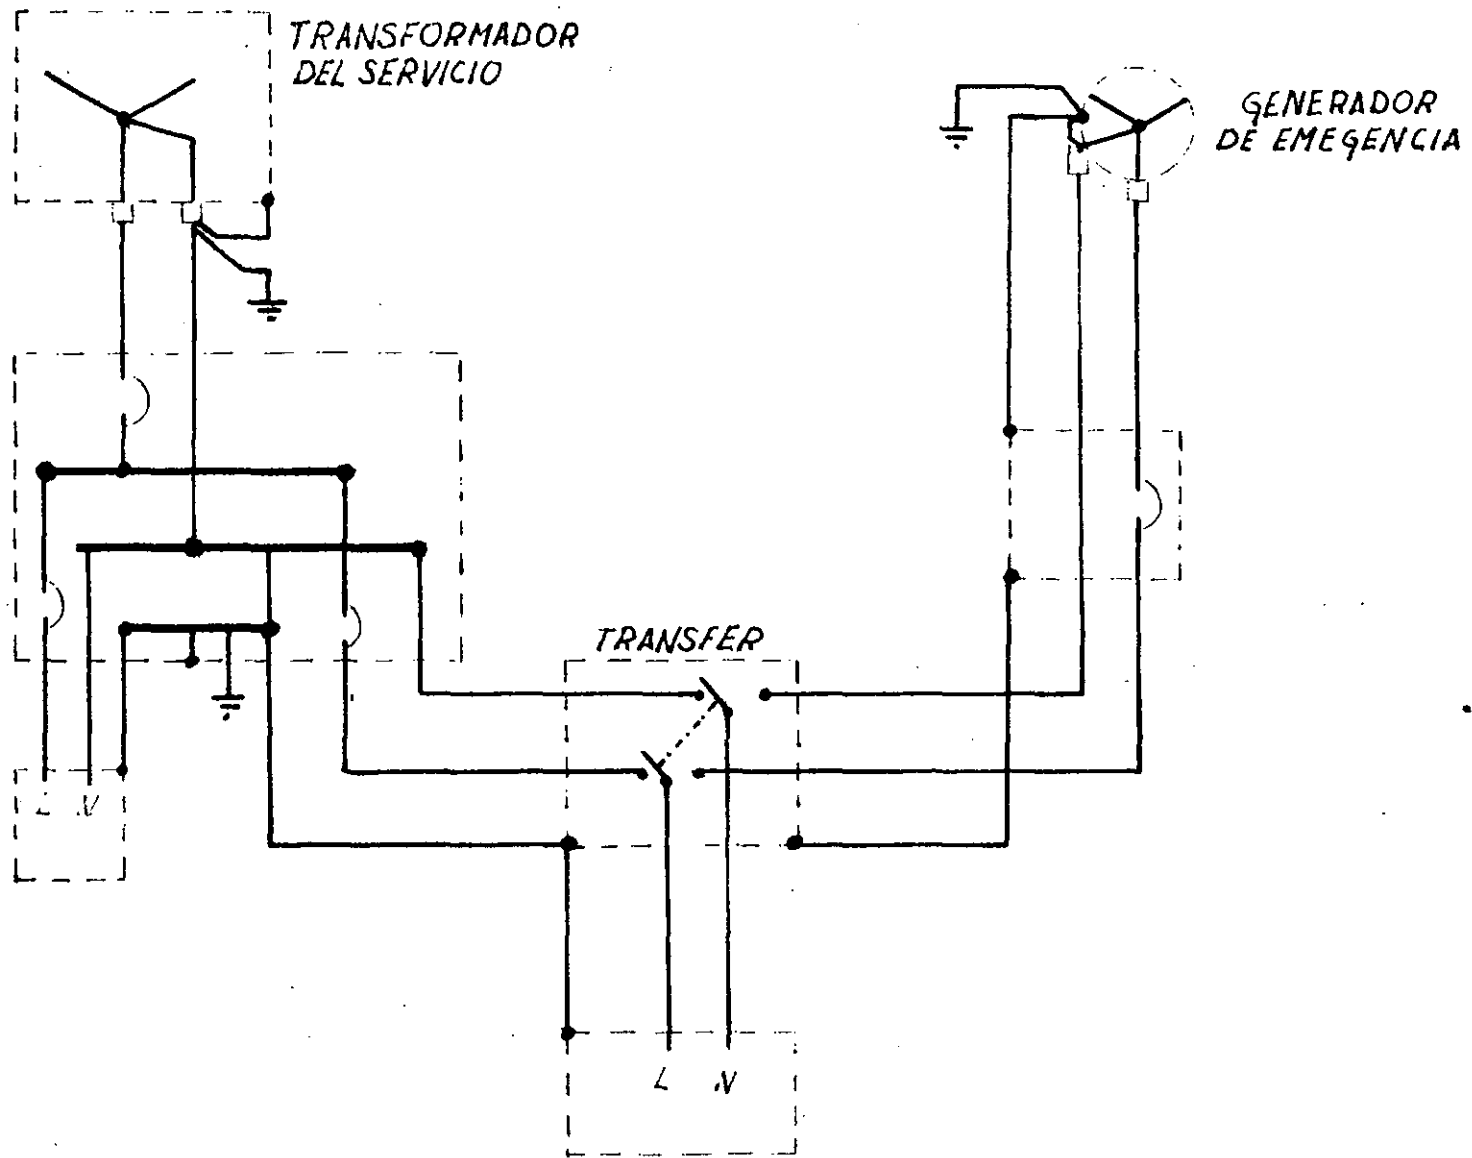 TRANSFORMADOR
DEL SERVICIO
GENERADOR
DE EMEGENCIA
TRANSFER
L N
L N